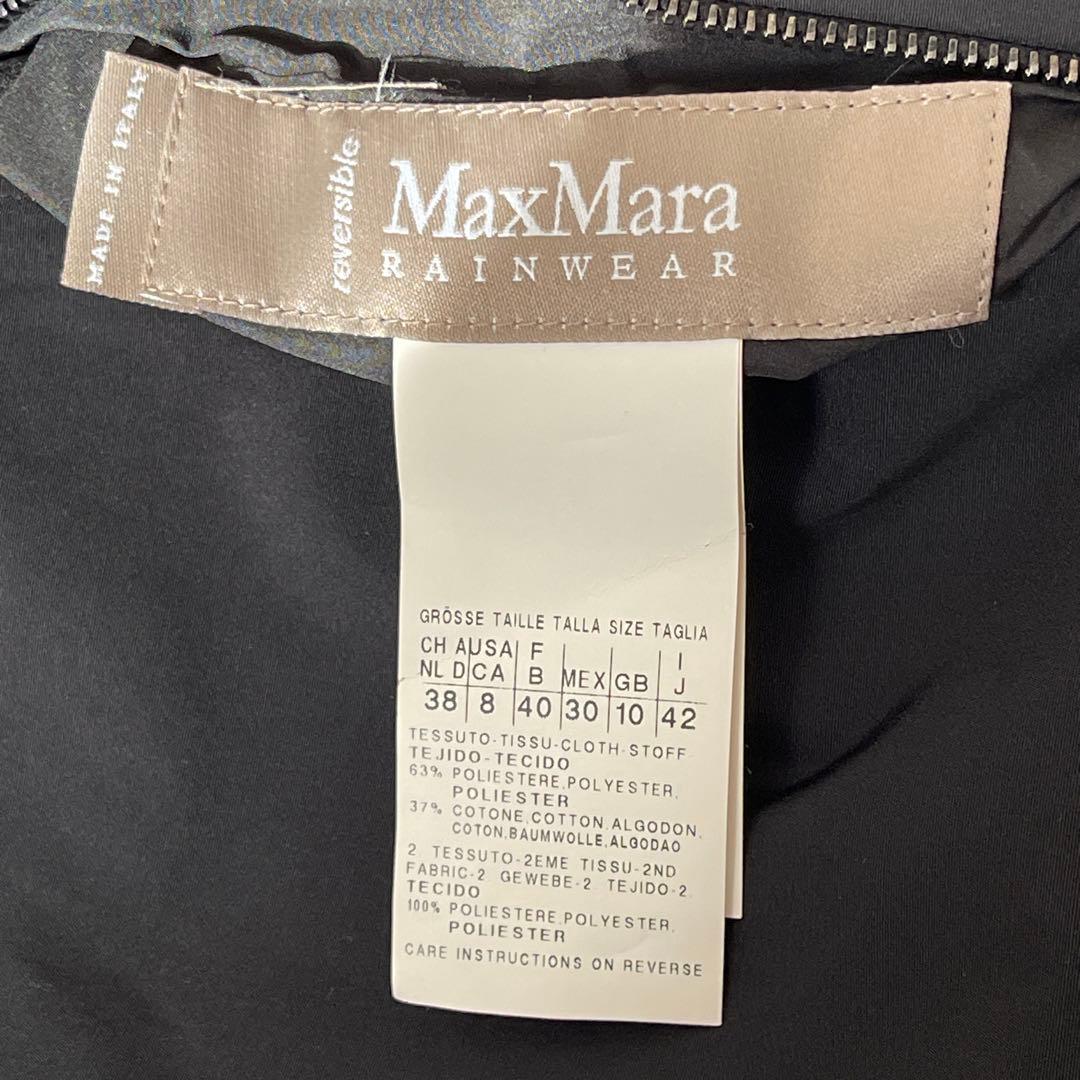 MADE IN ITALY
reversible
MaxMara
RAINWEAR
GRÖSSE TAILLE TALLA SIZE TAGLIA
CH A USA F I
NL D CA B MEX GB J
38 8 40 30 10 42
TESSUTO-TISSU-CLOTH-STOFF
TEJIDO-TECIDO
63% POLIESTERE,POLYESTER,
POLIESTER
37% COTONE,COTTON,ALGODON,
COTON,BAUMWOLLE,ALGODAO
2. TESSUTO-2EME TISSU-2ND
FABRIC-2. GEWEBE-2. TEJIDO-2.
TECIDO
100% POLIESTERE,POLYESTER,
POLIESTER
CARE INSTRUCTIONS ON REVERSE